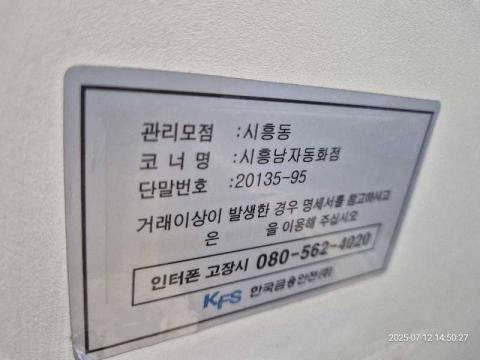 관리모점 :시흥동
코 너 명 :시흥남자동화점
단말번호 :20135-95
거래이상이 발생한 경우 명세서를 참고하시고
은 을 이용해 주십시오
인터폰 고장시 080-562-4020
KFS 한국금융안전(주)
2025-07-12 14:50:27